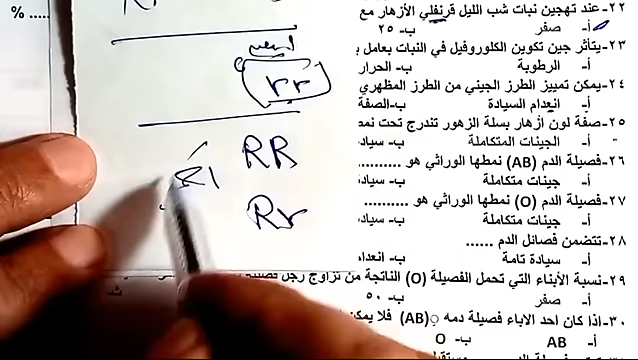 % .....
٢٢- عند تهجين نبات شب الليل قرنفلي الأزهار مع
أ- صفر ب- ٢٥
٢٣- يتأثر جين تكوين الكلوروفيل في النبات بعامل
أ- الرطوبة ب- الحرار
٢٤- يمكن تمييز الطرز الجيني من الطرز المظهري
أ- انعدام السيادة ب- الصفة
٢٥- صفة لون ازهار بسلة الزهور تندرج تحت نمط
أ- الجينات المتكاملة ب- سياد
٢٦- فصيلة الدم (AB) نمطها الوراثي هو ..........
أ- جينات متكاملة ب- سياد
٢٧- فصيلة الدم (O) نمطها الوراثي هو ..........
أ- جينات متكاملة ب- سياد
٢٨- تتضمن فصائل الدم ......
أ- سيادة تامة ب- انعدا
٢٩- نسبة الأبناء التي تحمل الفصيلة (O) الناتجة من تزاوج رجل
أ- صفر ب- ٥٠
٣٠- اذا كان احد الاباء فصيلة دمه (AB) فلا يمكن
أ- AB ب- O
rr
RR
Rr